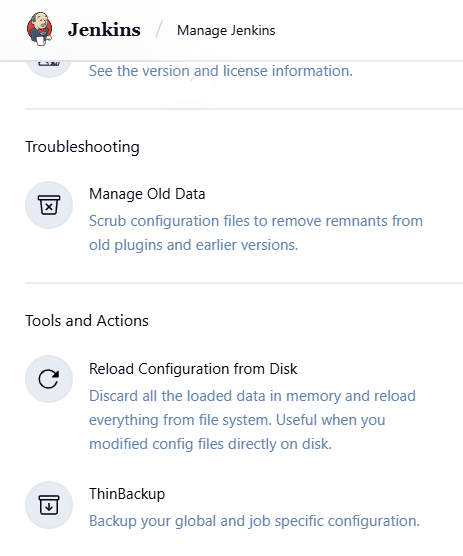 Jenkins / Manage Jenkins
See the version and license information.
Troubleshooting
Manage Old Data
Scrub configuration files to remove remnants from
old plugins and earlier versions.
Tools and Actions
Reload Configuration from Disk
Discard all the loaded data in memory and reload
everything from file system. Useful when you
modified config files directly on disk.
ThinBackup
Backup your global and job specific configuration.